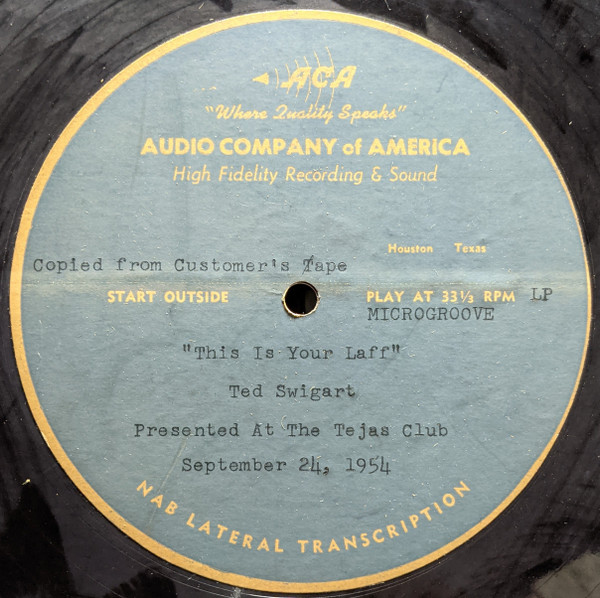 ACA
"Where Quality Speaks"
AUDIO COMPANY of AMERICA
High Fidelity Recording & Sound
Houston Texas
Copied from Customer's Tape
START OUTSIDE
PLAY AT 33⅓ RPM LP
MICROGROOVE
"This Is Your Laff"
Ted Swigart
Presented At The Tejas Club
September 24, 1954
NAB LATERAL TRANSCRIPTION